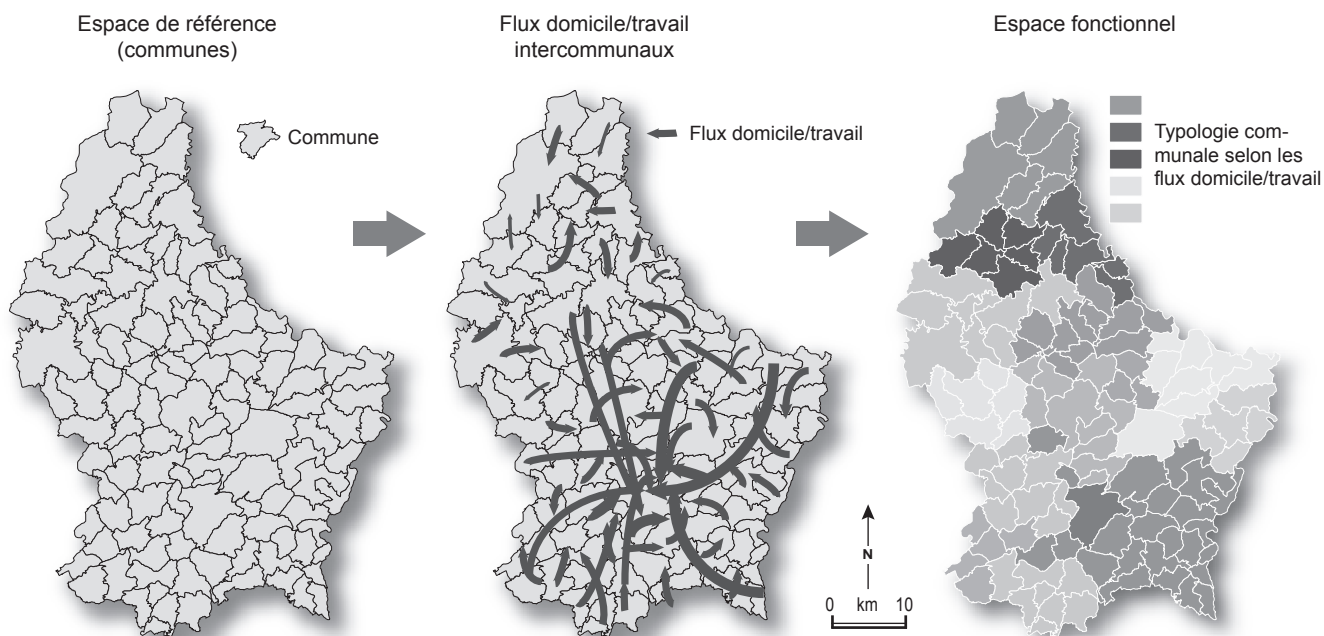 Espace de référence
(communes)
Flux domicile/travail
intercommunaux
Espace fonctionnel
Commune
Flux domicile/travail
Typologie com-
munale selon les
flux domicile/travail
N
0 km 10